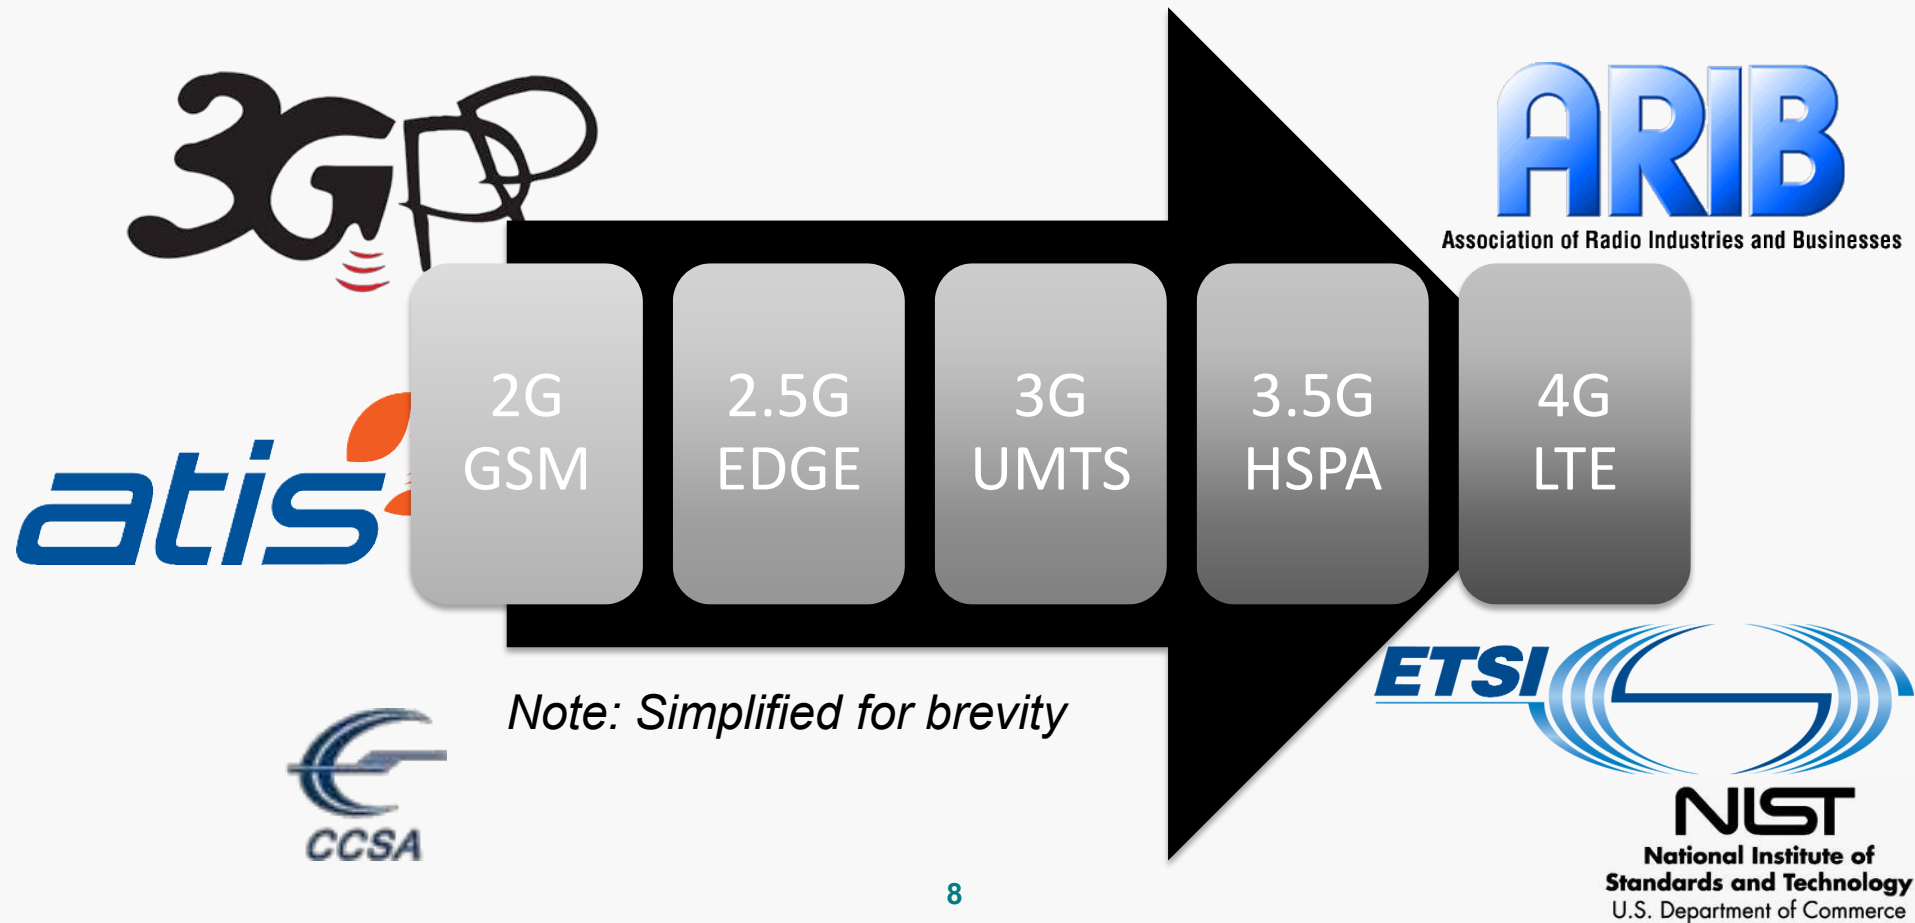 3GPP
ARIB
Association of Radio Industries and Businesses
2G
GSM
2.5G
EDGE
3G
UMTS
3.5G
HSPA
4G
LTE
atis
ETSI
Note: Simplified for brevity
CCSA
NIST
National Institute of
Standards and Technology
U.S. Department of Commerce
8